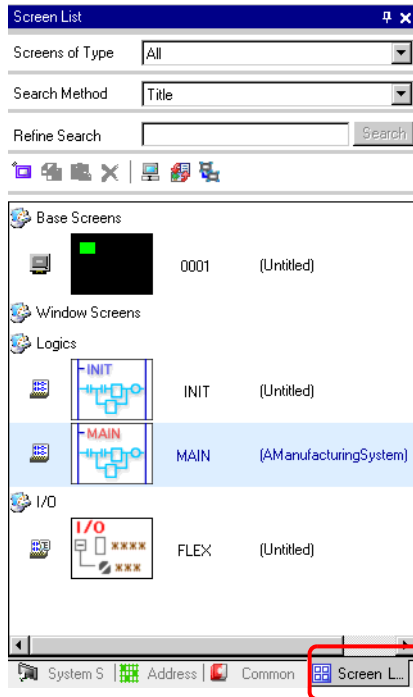 Screen List
Screens of Type All
Search Method Title
Refine Search Search
Base Screens
0001 (Untitled)
Window Screens
Logics
INIT
INIT (Untitled)
MAIN
MAIN (AManufacturingSystem)
I/O
I/O
****
***
FLEX (Untitled)
System S Address Common Screen L...